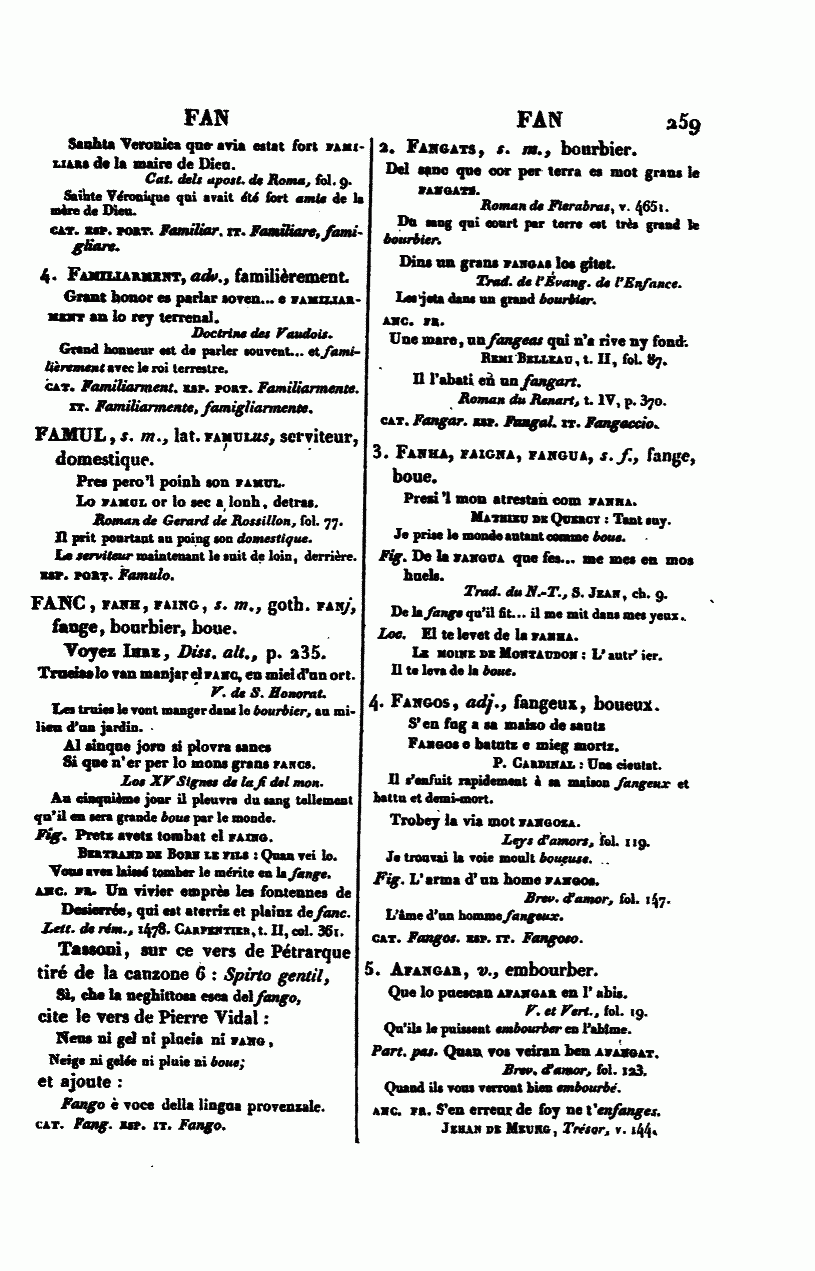 FAN
Sanhta Veronica que avia estat fort FAMI-
LIARS de la maire de Dieu.
Cat. dels apost. de Roma, fol. 9.
Sainte Véronique qui avait été fort amie de la
mère de Dieu.
CAT. ESP. PORT. Familiar. IT. Familiare, fami-
gliare.
4. FAMILIARMENT, adv., familièrement.
Grant honor es parlar soven... e FAMILIAR-
MENT an lo rey terrenal.
Doctrina des Vaudois.
Grand honneur est de parler souvent... et fami-
lièrement avec le roi terrestre.
CAT. Familiarment. ESP. PORT. Familiarmente.
IT. Familiarmente, famigliarmente.
FAMUL, s. m., lat. FAMULUS, serviteur,
domestique.
Pres pero'l poinh son FAMUL.
Lo FAMUL or lo sec a lonh, detras.
Roman de Gerard de Rossillon, fol. 77.
Il prit pourtant au poing son domestique.
Le serviteur maintenant le suit de loin, derrière.
ESP. PORT. Famulo.
FANC, FANH, FAING, s. m., goth. FANJ,
fange, bourbier, boue.
Voyez IHRE, Diss. alt., p. 235.
Trueias lo van manjar el FANC, en miei d'un ort.
V. de S. Honorat.
Les truies le vont manger dans le bourbier, au mi-
lieu d'un jardin.
Al sinque jorn si plovra sancs
Si que n'er per lo mons grans FANCS.
Los XV Signes de la fi del mon.
Au cinquième jour il pleuvra du sang tellement
qu'il en sera grande boue par le monde.
Fig. Pretz avetz tombat el FAING.
BERTRAND DE BORN LE FILS : Quan vei lo.
Vous avez laissé tomber le mérite en la fange.
ANC. FR. Un vivier emprès les fontennes de
Desierrée, qui est aterriz et plainz de fanc.
Lett. de rém., 1478. CARPENTIER, t. II, col. 361.
Tassoni, sur ce vers de Pétrarque
tiré de la canzone 6 : Spirto gentil,
Sì, che la neghittosa esca del fango,
cite le vers de Pierre Vidal :
Neus ni gel ni plueia ni FANG,
Neige ni gelée ni pluie ni boue;
et ajoute :
Fango è voce della lingua provenzale.
CAT. Fang. ESP. IT. Fango.
FAN 259
2. FANGATS, s. m., bourbier.
Del sanc que cor per terra es mot grans le
FANGATS.
Roman de Fierabras, v. 4651.
Du sang qui court par terre est très grand le
bourbier.
Dins un grans FANGAS los gitet.
Trad. de l'Évang. de l'Enfance.
Les jeta dans un grand bourbier.
ANC. FR.
Une mare, un fangeas qui n'a rive ny fond.
REMI BELLEAU, t. II, fol. 87.
Il l'abati en un fangart.
Roman du Renart, t. IV, p. 370.
CAT. Fangar. ESP. Fangal. IT. Fangaccio.
3. FANHA, FAIGNA, FANGUA, s. f., fange,
boue.
Presi 'l mon atrestan com FANHA.
MATHIEU DE QUERCY : Tant suy.
Je prise le monde autant comme boue.
Fig. De la FANGUA que fes... me mes en mos
huels.
Trad. du N.-T., S. JEAN, ch. 9.
De la fange qu'il fit... il me mit dans mes yeux.
Loc. El te levet de la FANHA.
LE MOINE DE MONTAUDON : L'autr' ier.
Il te leva de la boue.
4. FANGOS, adj., fangeux, boueux.
S'en fug a sa maiso de sautz
FANGOS e batutz e mieg mortz.
P. CARDINAL : Una cieutat.
Il s'enfuit rapidement à sa maison fangeux et
battu et demi-mort.
Trobey la via mot FANGOZA.
Leys d'amors, fol. 119.
Je trouvai la voie moult boueuse.
Fig. L'arma d'un home FANGOS.
Brev. d'amor, fol. 147.
L'âme d'un homme fangeux.
CAT. Fangos. ESP. IT. Fangoso.
5. AFANGAR, v., embourber.
Que lo puescan AFANGAR en l' abis.
V. et Vert., fol. 19.
Qu'ils le puissent embourber en l'abîme.
Part. pas. Quan vos veiran ben AFANGAT.
Brev. d'amor, fol. 123.
Quand ils vous verront bien embourbé.
ANC. FR. S'en erreur de foy ne t'enfanges.
JEHAN DE MEUNG, Trésor, v. 144.